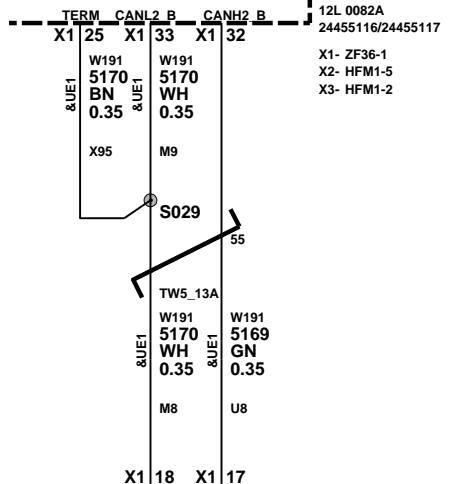 TERM CANL2_B CANH2_B
12L 0082A
24455116/24455117
X1 25 X1 33 X1 32
X1- ZF36-1
X2- HFM1-5
X3- HFM1-2
&UE1
W191
5170
BN
0.35
X95
&UE1
W191
5170
WH
0.35
M9
S029
55
TW5_13A
&UE1
W191
5170
WH
0.35
M8
&UE1
W191
5169
GN
0.35
U8
X1 18 X1 17